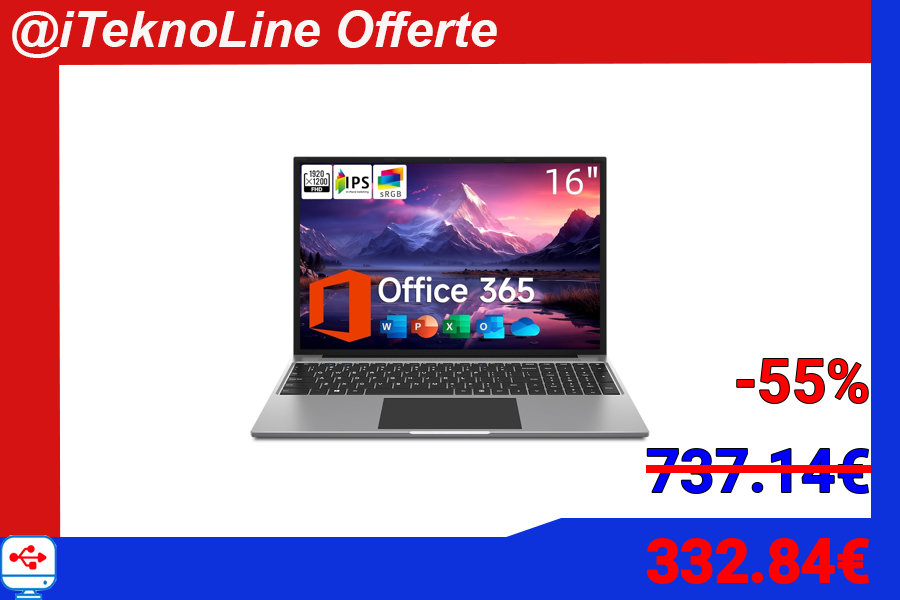 @iTeknoLine Offerte
1920
×1200
FHD
IPS
sRGB
16"
Office 365
W P X O
-55%
737.14€
332.84€